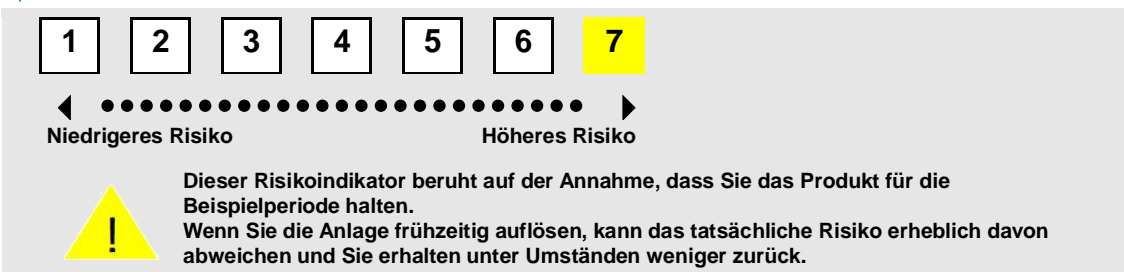 1 2 3 4 5 6 7
Niedrigeres Risiko Höheres Risiko
Dieser Risikoindikator beruht auf der Annahme, dass Sie das Produkt für die
Beispielperiode halten.
! Wenn Sie die Anlage frühzeitig auflösen, kann das tatsächliche Risiko erheblich davon
abweichen und Sie erhalten unter Umständen weniger zurück.